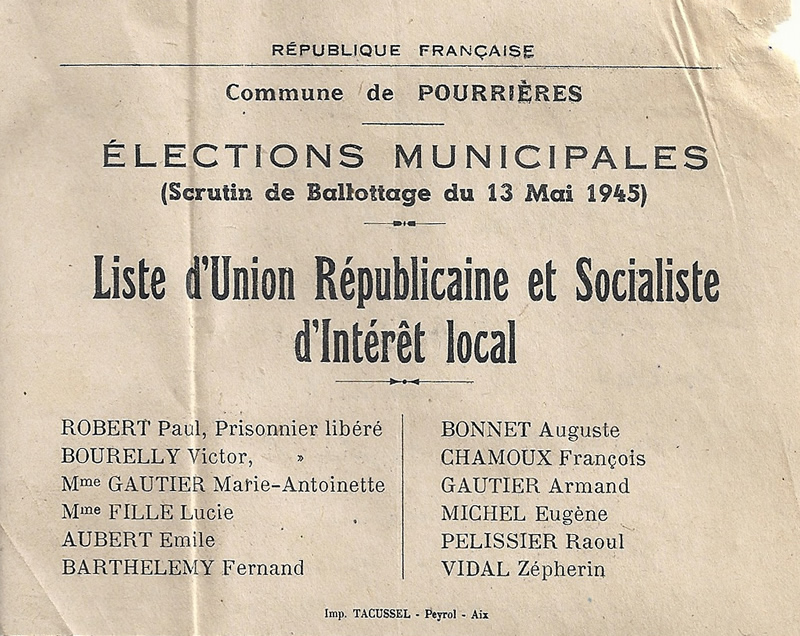 RÉPUBLIQUE FRANÇAISE
Commune de POURRIÈRES
ÉLECTIONS MUNICIPALES
(Scrutin de Ballottage du 13 Mai 1945)
Liste d'Union Républicaine et Socialiste
d'Intérêt local
ROBERT Paul, Prisonnier libéré
BOURELLY Victor, »
Mme GAUTIER Marie-Antoinette
Mme FILLE Lucie
AUBERT Emile
BARTHELEMY Fernand
BONNET Auguste
CHAMOUX François
GAUTIER Armand
MICHEL Eugène
PELISSIER Raoul
VIDAL Zépherin
Imp. TACUSSEL - Peyrol - Aix